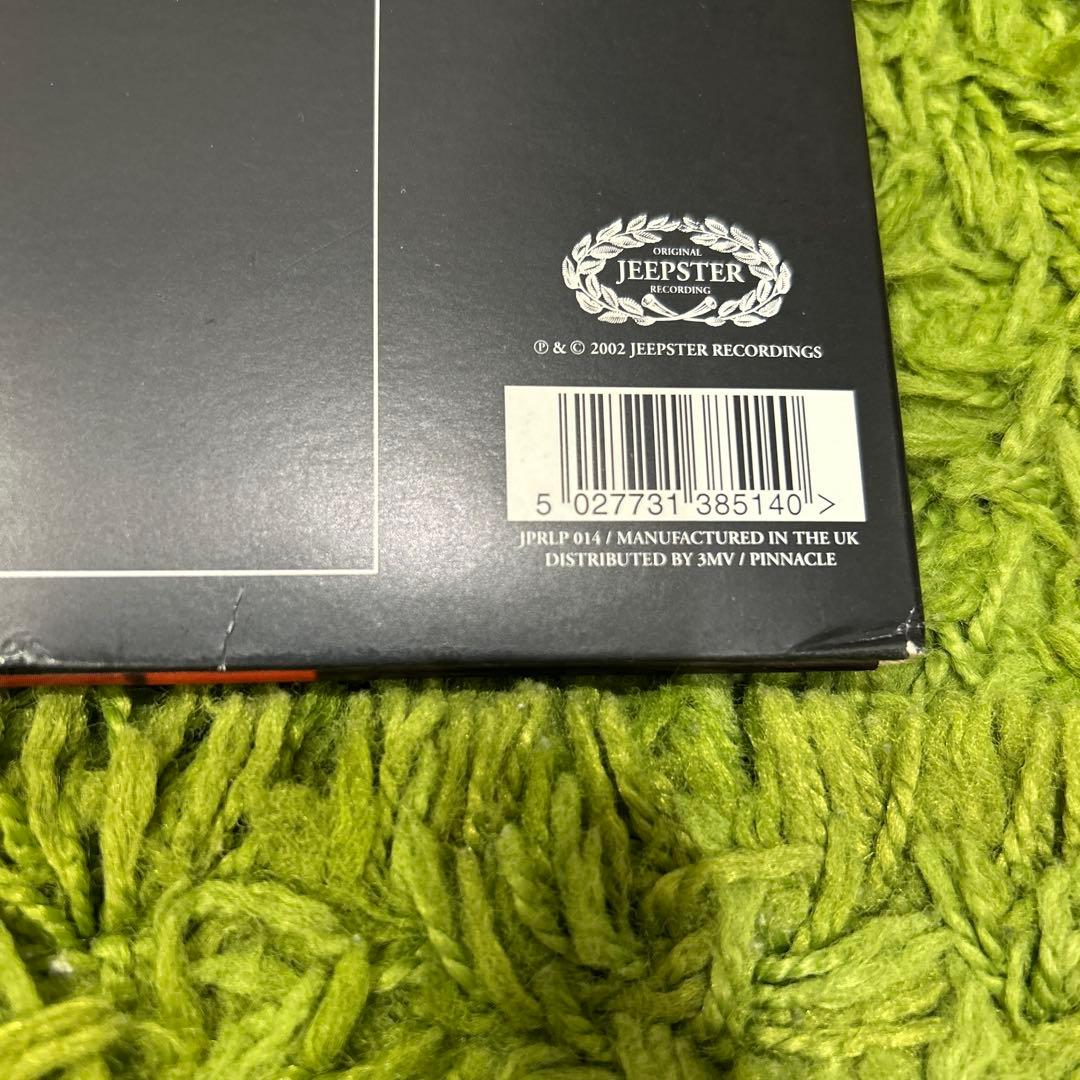 ORIGINAL
JEEPSTER
RECORDING
℗ & © 2002 JEEPSTER RECORDINGS
5 027731 385140 >
JPRLP 014 / MANUFACTURED IN THE UK
DISTRIBUTED BY 3MV / PINNACLE